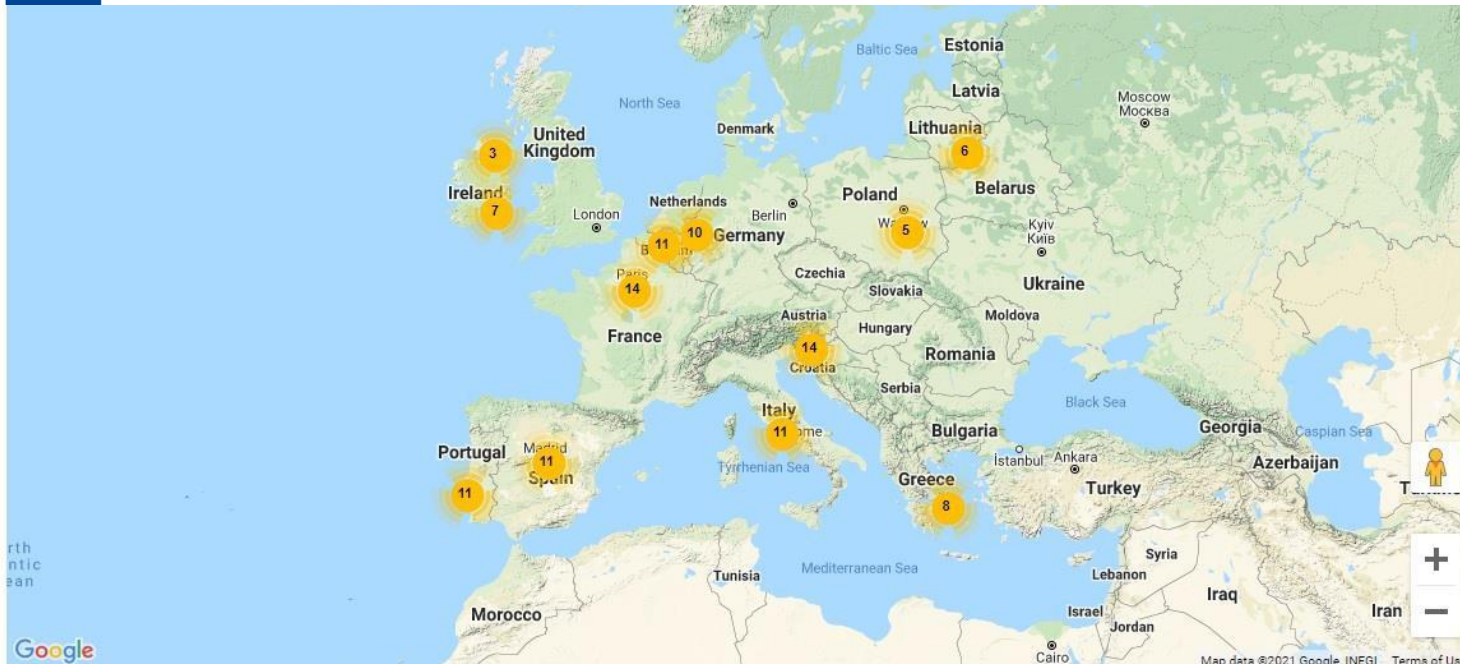 Baltic Sea
Estonia
Latvia
Moscow
Москва
North Sea
Denmark
Lithuania
United
Kingdom
3
6
Ireland
7
London
Netherlands
Berlin
Poland
Belarus
11
10
Germany
5
Kyiv
Київ
Paris
14
Czechia
Slovakia
Ukraine
France
Austria
Hungary
Moldova
14
Croatia
Romania
Serbia
Black Sea
Italy
11
Bulgaria
Georgia
Caspian Sea
Portugal
Madrid
11
Spain
11
Tyrrhenian Sea
Greece
8
İstanbul
Ankara
Turkey
Azerbaijan
Mediterranean Sea
Tunisia
Morocco
Syria
Lebanon
Israel
Jordan
Iraq
Iran
Cairo
+
−
Google
Map data ©2021 Google, INEGI
Terms of Us